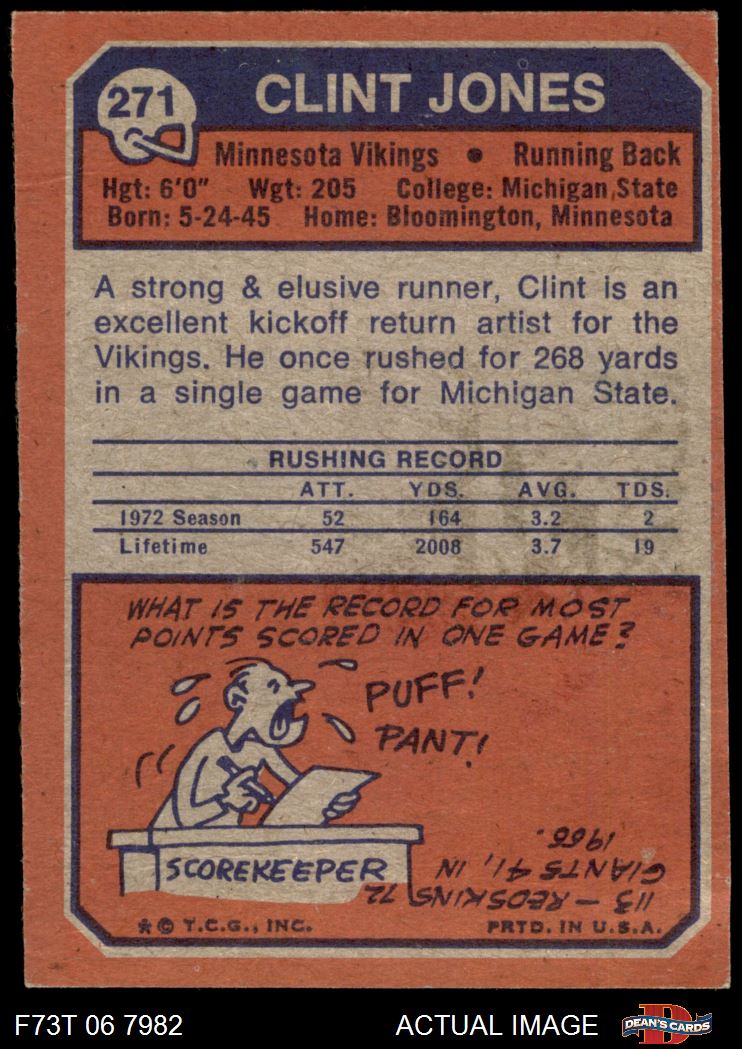 271
CLINT JONES
Minnesota Vikings • Running Back
Hgt: 6'0" Wgt: 205 College: Michigan State
Born: 5-24-45 Home: Bloomington, Minnesota
A strong & elusive runner, Clint is an
excellent kickoff return artist for the
Vikings. He once rushed for 268 yards
in a single game for Michigan State.
RUSHING RECORD
ATT. YDS. AVG. TDS.
1972 Season 52 164 3.2 2
Lifetime 547 2008 3.7 19
WHAT IS THE RECORD FOR MOST
POINTS SCORED IN ONE GAME?
PUFF!
PANT!
SCOREKEEPER
113 — REDSKINS 72
GIANTS 41, IN
1966.
* © T.C.G., INC. PRTD. IN U.S.A.
F73T 06 7982 ACTUAL IMAGE D DEAN'S CARDS